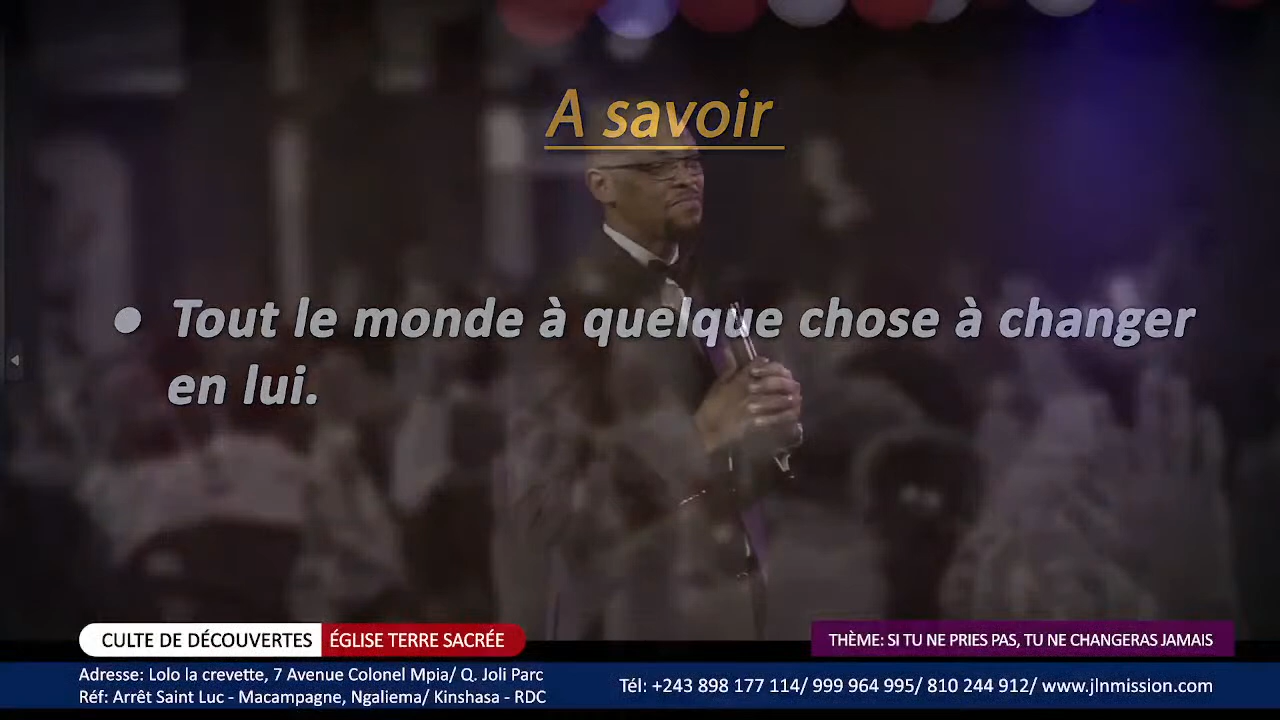 A savoir
● Tout le monde à quelque chose à changer
en lui.
CULTE DE DÉCOUVERTES ÉGLISE TERRE SACRÉE
THÈME: SI TU NE PRIES PAS, TU NE CHANGERAS JAMAIS
Adresse: Lolo la crevette, 7 Avenue Colonel Mpia/ Q. Joli Parc
Réf: Arrêt Saint Luc - Macampagne, Ngaliema/ Kinshasa - RDC
Tél: +243 898 177 114/ 999 964 995/ 810 244 912/ www.jlnmission.com